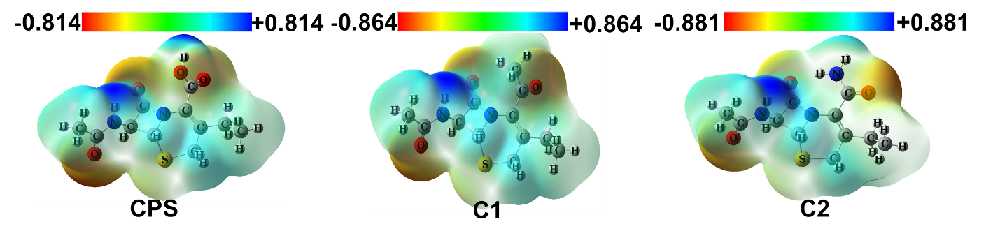 -0.814 +0.814 -0.864 +0.864 -0.881 +0.881
H H H
O O C H H N
O C O H C O O C O
H C N C H H C N C H H C N C
H N C H H N C H H N C H
H C C C H C H C C C C H H C C C C H
H H H H H H H H H H H H
O S C H H O S C H H O S C H H
CPS C1 C2